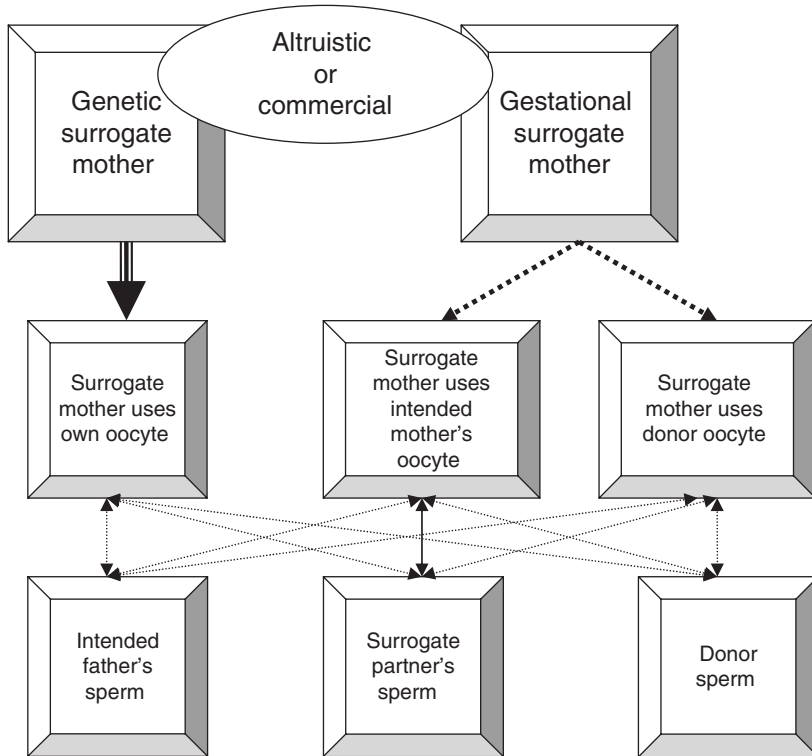 Altruistic
or
commercial
Genetic
surrogate
mother
Gestational
surrogate
mother
Surrogate
mother uses
own oocyte
Surrogate
mother uses
intended
mother's
oocyte
Surrogate
mother uses
donor oocyte
Intended
father's
sperm
Surrogate
partner's
sperm
Donor
sperm